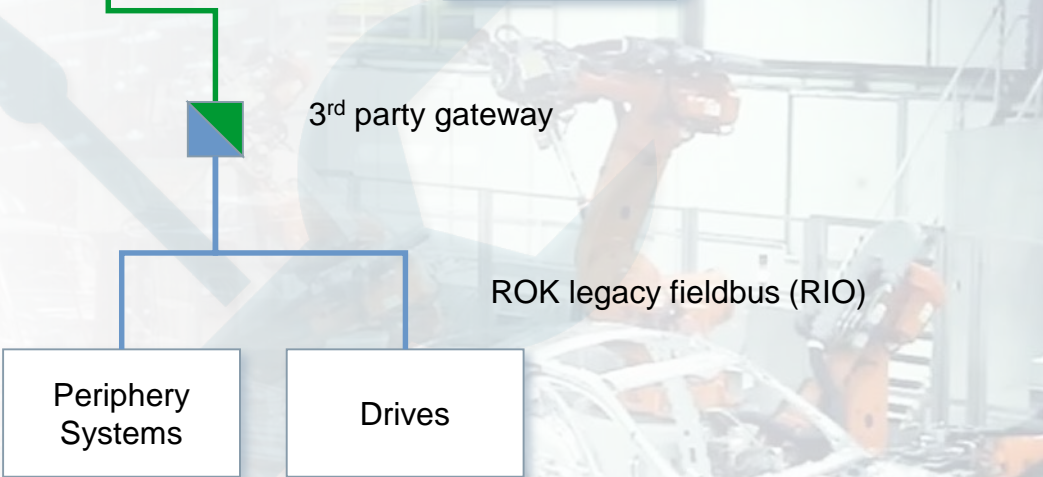 3rd party gateway
ROK legacy fieldbus (RIO)
Periphery
Systems
Drives